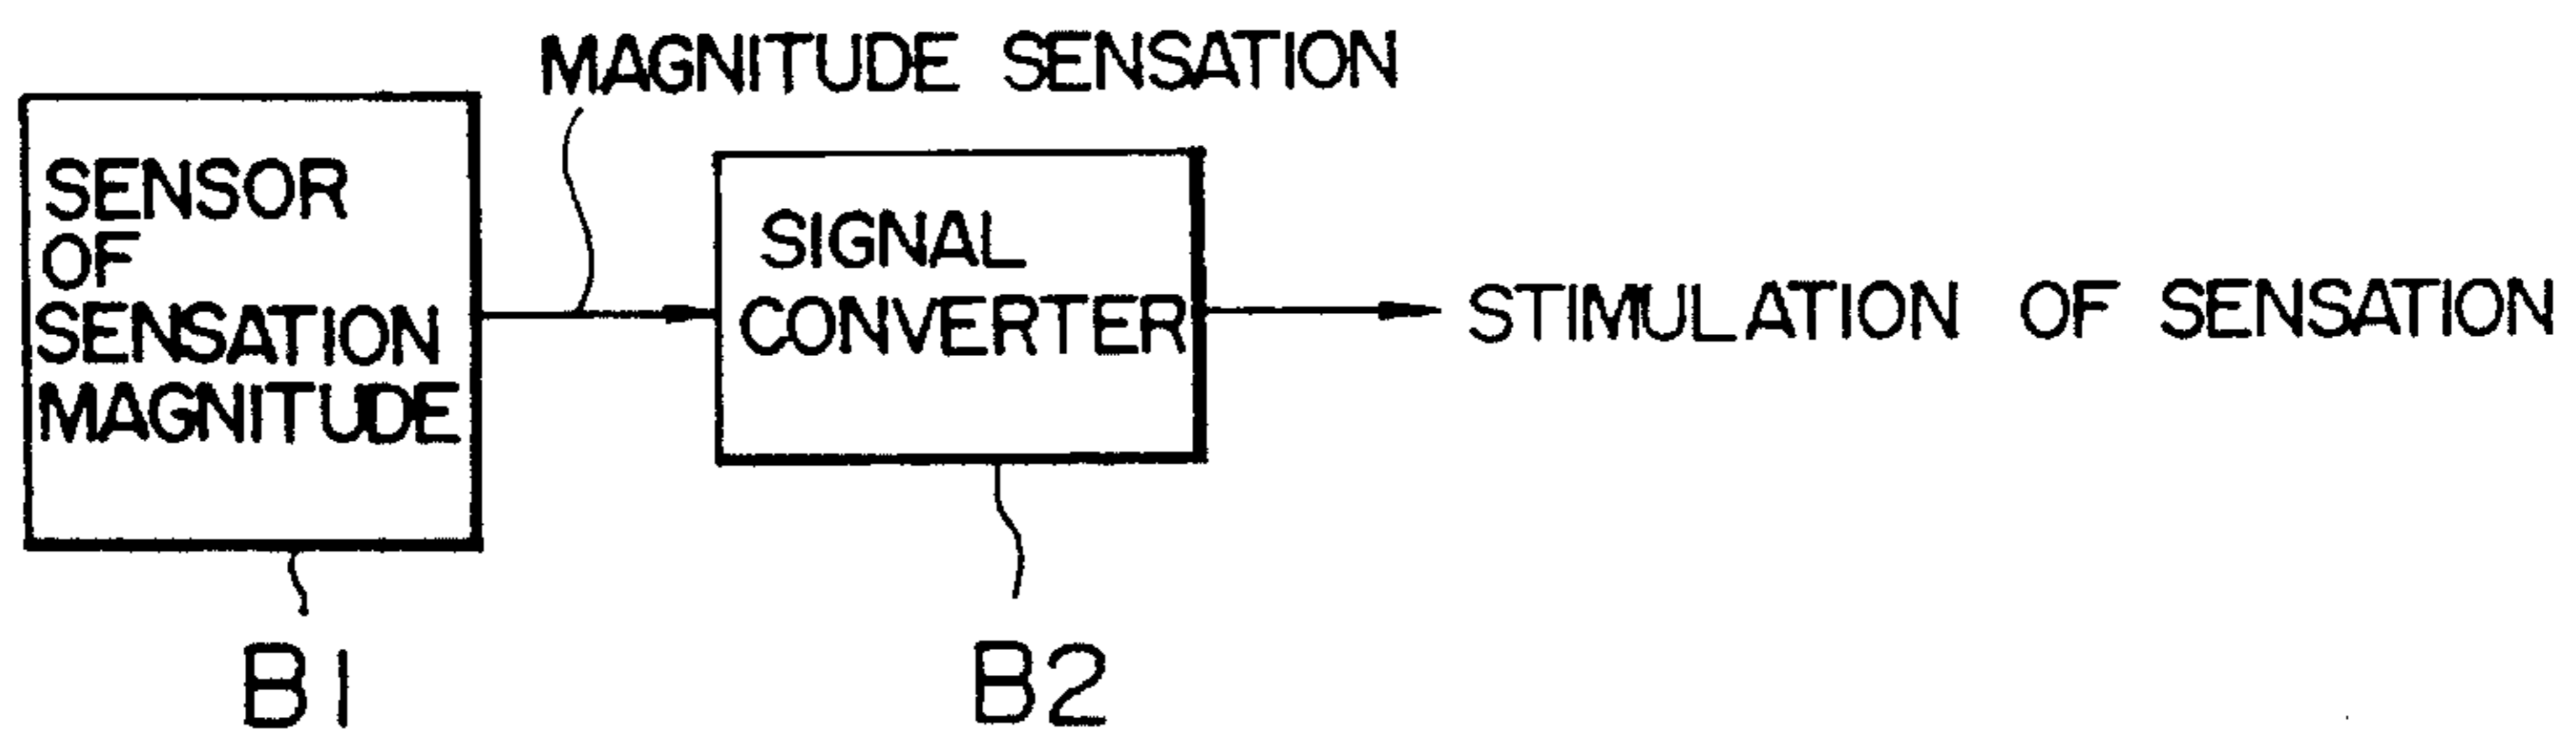 MAGNITUDE SENSATION
SENSOR
OF
SENSATION
MAGNITUDE
SIGNAL
CONVERTER
STIMULATION OF SENSATION
B1
B2